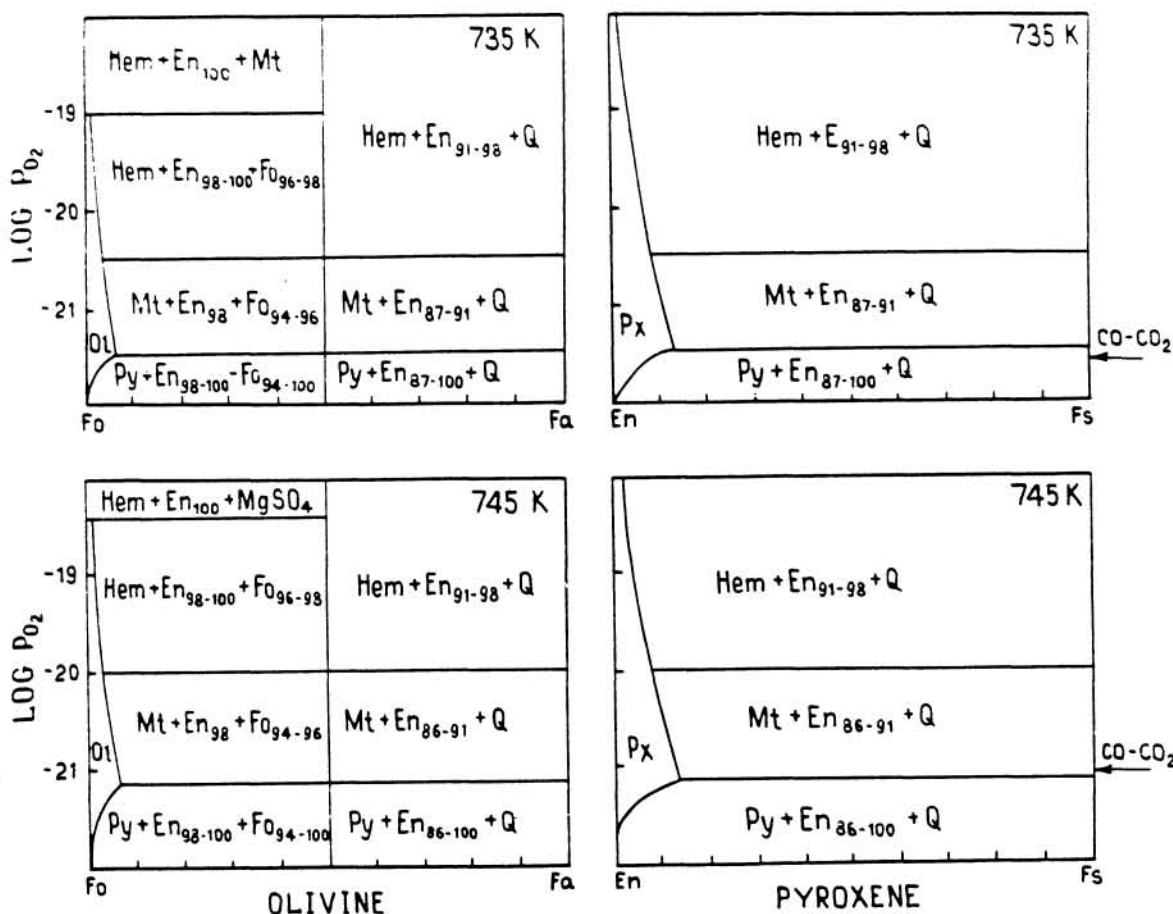 735 K
Hem + En₁₀₀ + Mt
Hem + En₉₁₋₉₈ + Q
Hem + En₉₈₋₁₀₀ + Fo₉₆₋₉₈
Mt + En₉₈ + Fo₉₄₋₉₆
Mt + En₈₇₋₉₁ + Q
Ol
Py + En₉₈₋₁₀₀ - Fo₉₄₋₁₀₀
Py + En₈₇₋₁₀₀ + Q
LOG P_O₂
-19
-20
-21
Fo
Fa
735 K
Hem + E₉₁₋₉₈ + Q
Mt + En₈₇₋₉₁ + Q
Px
CO-CO₂
Py + En₈₇₋₁₀₀ + Q
En
Fs
Hem + En₁₀₀ + MgSO₄
745 K
Hem + En₉₈₋₁₀₀ + Fo₉₆₋₉₈
Hem + En₉₁₋₉₈ + Q
Mt + En₉₈ + Fo₉₄₋₉₆
Mt + En₈₆₋₉₁ + Q
Ol
Py + En₉₈₋₁₀₀ + Fo₉₄₋₁₀₀
Py + En₈₆₋₁₀₀ + Q
LOG P_O₂
-19
-20
-21
Fo
Fa
OLIVINE
745 K
Hem + En₉₁₋₉₈ + Q
Mt + En₈₆₋₉₁ + Q
Px
CO-CO₂
Py + En₈₆₋₁₀₀ + Q
En
Fs
PYROXENE